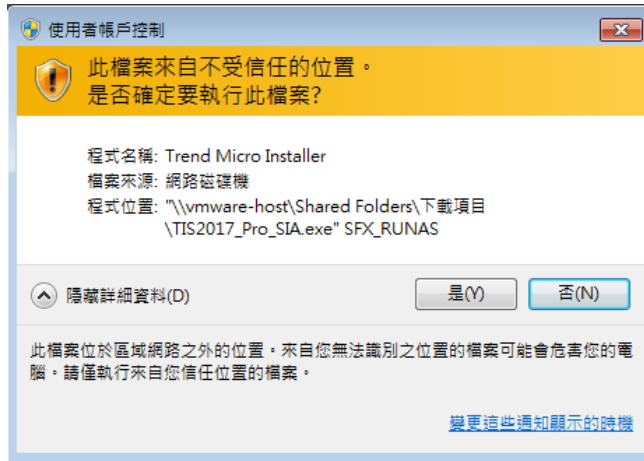 使用者帳戶控制
此檔案來自不受信任的位置。
是否確定要執行此檔案?
程式名稱: Trend Micro Installer
檔案來源: 網路磁碟機
程式位置: "\\vmware-host\Shared Folders\下載項目
\TIS2017_Pro_SIA.exe" SFX_RUNAS
隱藏詳細資料(D)
是(Y)
否(N)
此檔案位於區域網路之外的位置。來自您無法識別之位置的檔案可能會危害您的電
腦。請僅執行來自您信任位置的檔案。
變更這些通知顯示的時機